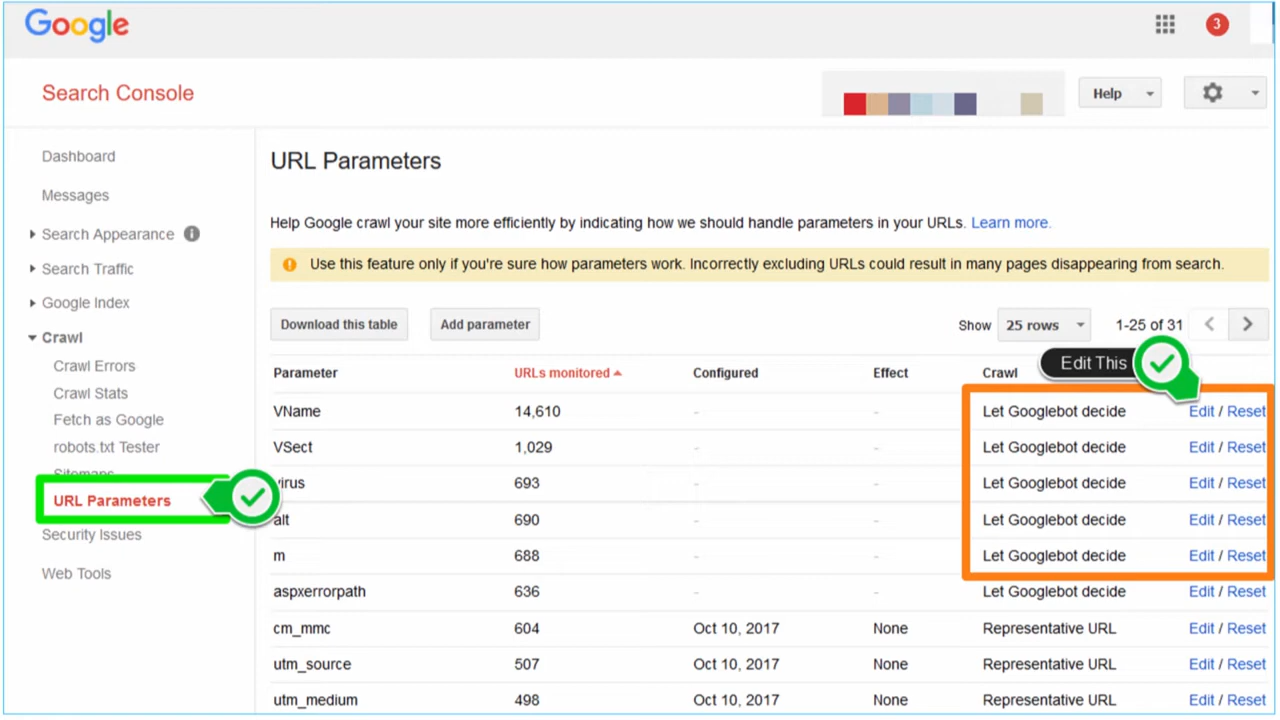 Google
3
Search Console
Help
Dashboard
Messages
Search Appearance
Search Traffic
Google Index
Crawl
Crawl Errors
Crawl Stats
Fetch as Google
robots.txt Tester
Sitemaps
URL Parameters
Security Issues
Web Tools
URL Parameters
Help Google crawl your site more efficiently by indicating how we should handle parameters in your URLs. Learn more.
Use this feature only if you're sure how parameters work. Incorrectly excluding URLs could result in many pages disappearing from search.
Download this table Add parameter Show 25 rows 1-25 of 31
Edit This
Parameter URLs monitored Configured Effect Crawl
VName 14,610 - - Let Googlebot decide Edit / Reset
VSect 1,029 - - Let Googlebot decide Edit / Reset
virus 693 - - Let Googlebot decide Edit / Reset
alt 690 - - Let Googlebot decide Edit / Reset
m 688 - - Let Googlebot decide Edit / Reset
aspxerrorpath 636 - - Let Googlebot decide Edit / Reset
cm_mmc 604 Oct 10, 2017 None Representative URL Edit / Reset
utm_source 507 Oct 10, 2017 None Representative URL Edit / Reset
utm_medium 498 Oct 10, 2017 None Representative URL Edit / Reset